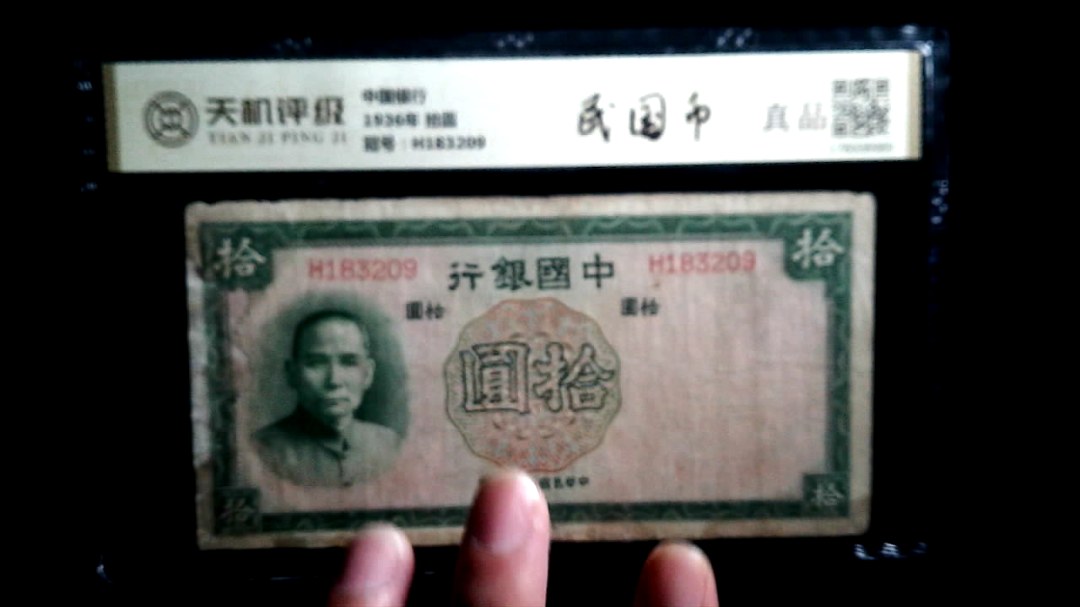 天机评级
TIAN JI PING JI
中国银行
1936年 拾圆
冠号：H183209
民国币
真品
拾
拾
H183209
行銀國中
H183209
圓拾
圓拾
圓拾
拾
拾